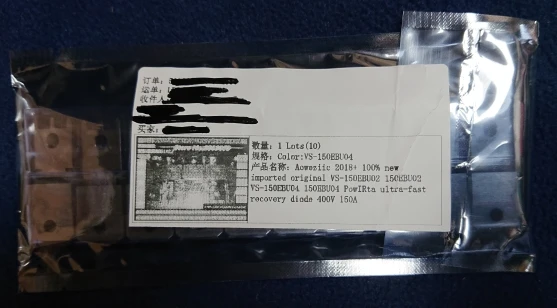 订单:
运单:
收件人
买家:
数量: 1 Lots(10)
规格: Color:VS-150EBU04
产品名称: Aoweziic 2018+ 100% new
imported original VS-150EBU02 150EBU02
VS-150EBU04 150EBU04 PowIRta ultra-fast
recovery diode 400V 150A